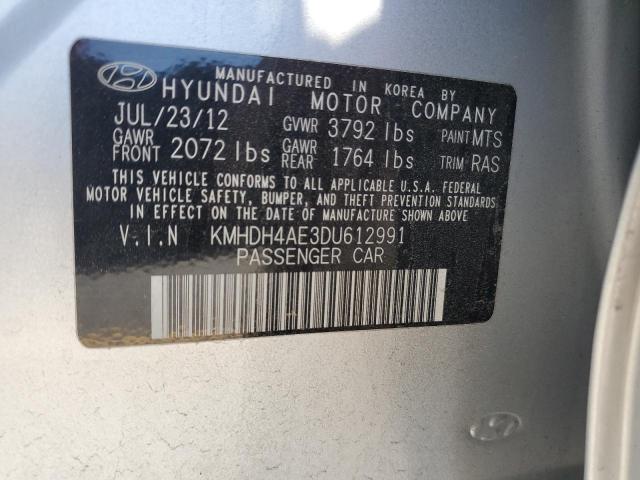 MANUFACTURED IN KOREA BY
HYUNDAI MOTOR COMPANY
JUL/23/12 GVWR 3792 lbs PAINT MTS
GAWR FRONT 2072 lbs GAWR REAR 1764 lbs TRIM RAS
THIS VEHICLE CONFORMS TO ALL APPLICABLE U.S.A. FEDERAL
MOTOR VEHICLE SAFETY, BUMPER, AND THEFT PREVENTION STANDARDS
IN EFFECT ON THE DATE OF MANUFACTURE SHOWN ABOVE
V.I.N KMHDH4AE3DU612991
PASSENGER CAR